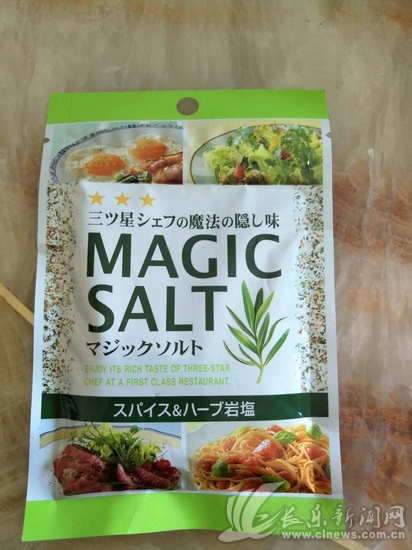 三ツ星シェフの魔法の隠し味
MAGIC
SALT
マジックソルト
ENJOY ITS RICH TASTE OF THREE-STAR
CHEF AT A FIRST CLASS RESTAURANT.
スパイス&ハーブ岩塩
长乐新闻网
www.clnews.com.cn